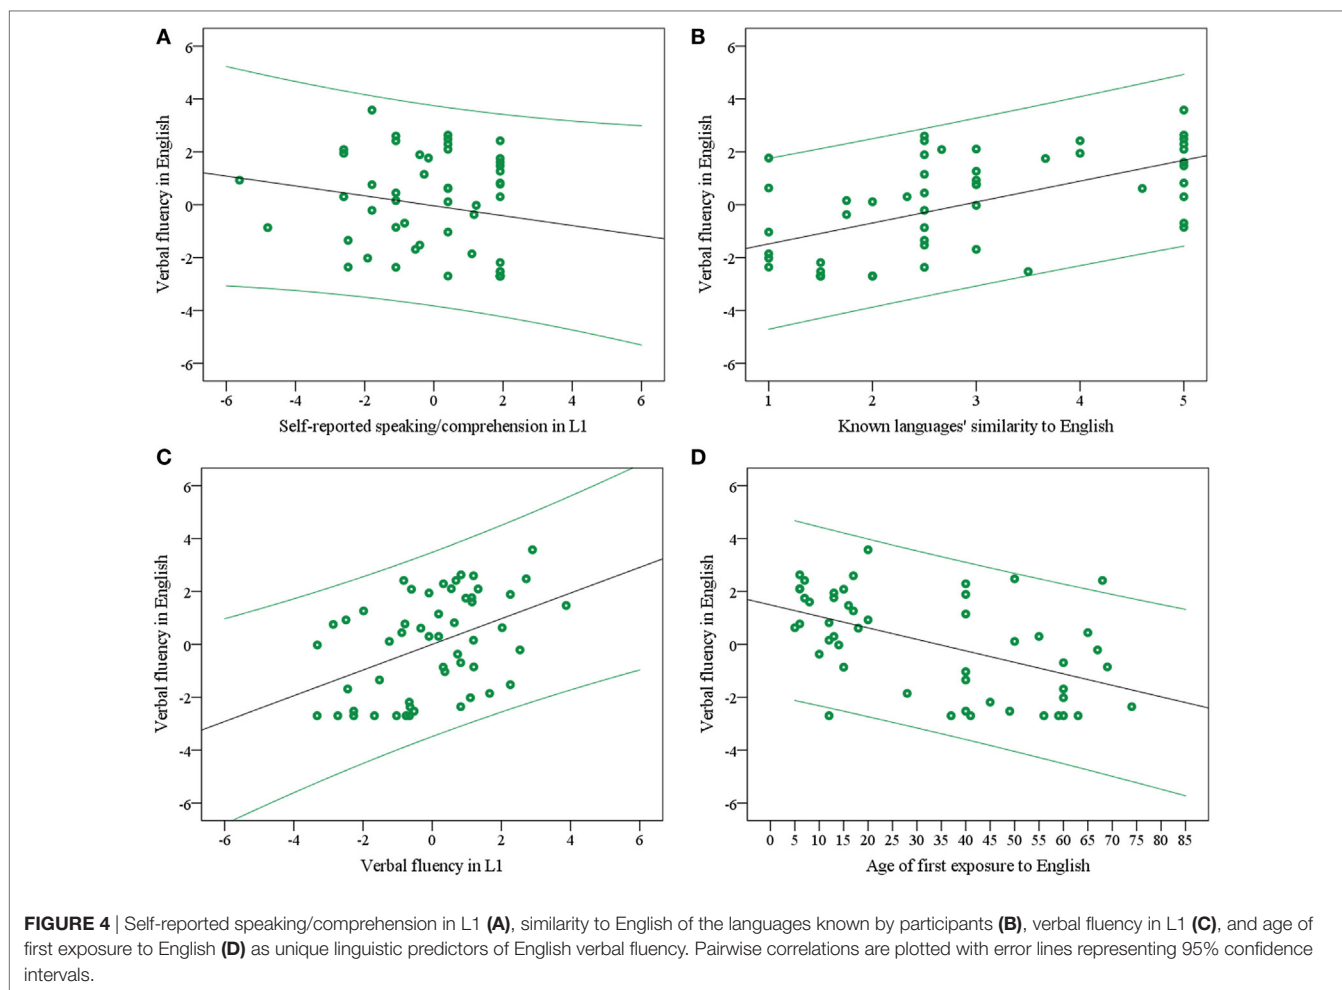 A
B
6
4
2
0
-2
-4
-6
Verbal fluency in English
-6
-4
-2
0
2
4
6
Self-reported speaking/comprehension in L1
6
4
2
0
-2
-4
-6
Verbal fluency in English
1
2
3
4
5
Known languages' similarity to English
C
D
6
4
2
0
-2
-4
-6
Verbal fluency in English
-6
-4
-2
0
2
4
6
Verbal fluency in L1
6
4
2
0
-2
-4
-6
Verbal fluency in English
0 5 10 15 20 25 30 35 40 45 50 55 60 65 70 75 80 85
Age of first exposure to English
FIGURE 4 | Self-reported speaking/comprehension in L1 (A), similarity to English of the languages known by participants (B), verbal fluency in L1 (C), and age of
first exposure to English (D) as unique linguistic predictors of English verbal fluency. Pairwise correlations are plotted with error lines representing 95% confidence
intervals.